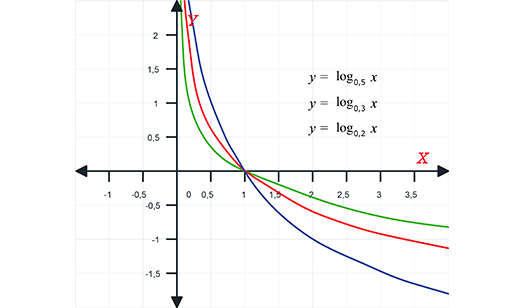 Y
2
1,5
1
0,5
y = log0,5 x
y = log0,3 x
y = log0,2 x
X
-1 -0,5 0 0,5 1 1,5 2 2,5 3 3,5
-0,5
-1
-1,5